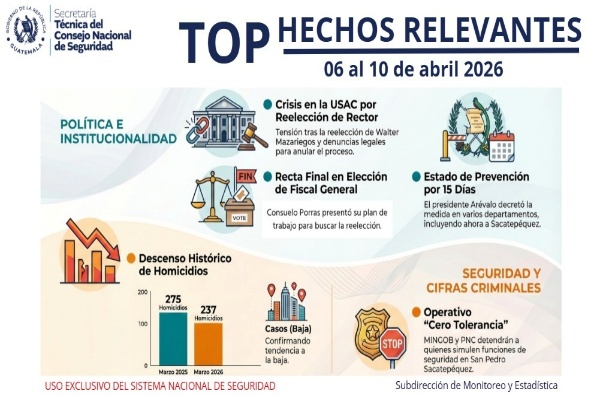 GOBIERNO DE LA REPÚBLICA
GUATEMALA
Secretaría
Técnica del
Consejo Nacional
de Seguridad
TOP HECHOS RELEVANTES
06 al 10 de abril 2026
POLÍTICA E
INSTITUCIONALIDAD
Crisis en la USAC por
Reelección de Rector
Tensión tras la reelección de Walter
Mazariegos y denuncias legales
para anular el proceso.
FIN
VOTE
Recta Final en Elección
de Fiscal General
Consuelo Porras presentó su plan de
trabajo para buscar la reelección.
Estado de Prevención
por 15 Días
El presidente Arévalo decretó la
medida en varios departamentos,
incluyendo ahora a Sacatepéquez.
Descenso Histórico
de Homicidios
200
100
0
275
Homicidios
237
Homicidios
Marzo 2025
Marzo 2026
Casos (Baja)
Confirmando
tendencia a
la baja.
SEGURIDAD Y
CIFRAS CRIMINALES
STOP
Operativo
"Cero Tolerancia"
MINGOB y PNC detendrán a
quienes simulen funciones de
seguridad en San Pedro
Sacatepéquez.
USO EXCLUSIVO DEL SISTEMA NACIONAL DE SEGURIDAD
Subdirección de Monitoreo y Estadística